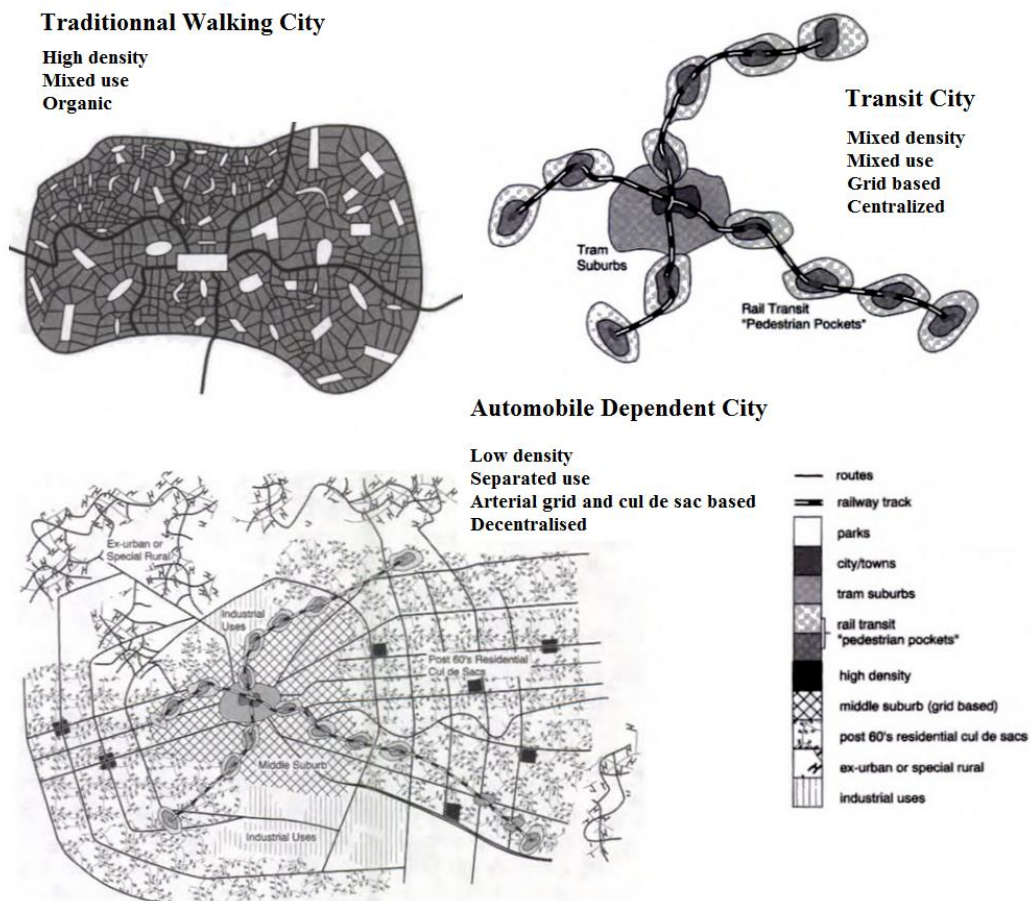 Traditionnal Walking City
High density
Mixed use
Organic
Transit City
Mixed density
Mixed use
Grid based
Centralized
Tram
Suburbs
Rail Transit
"Pedestrian Pockets"
Automobile Dependent City
Low density
Separated use
Arterial grid and cul de sac based
Decentralised
Ex-urban or
Special Rural
Industrial
Uses
Post 60's Residential
Cul de Sacs
Middle Suburb
Industrial Uses
routes
railway track
parks
city/towns
tram suburbs
rail transit
"pedestrian pockets"
high density
middle suburb (grid based)
post 60's residential cul de sacs
ex-urban or special rural
industrial uses